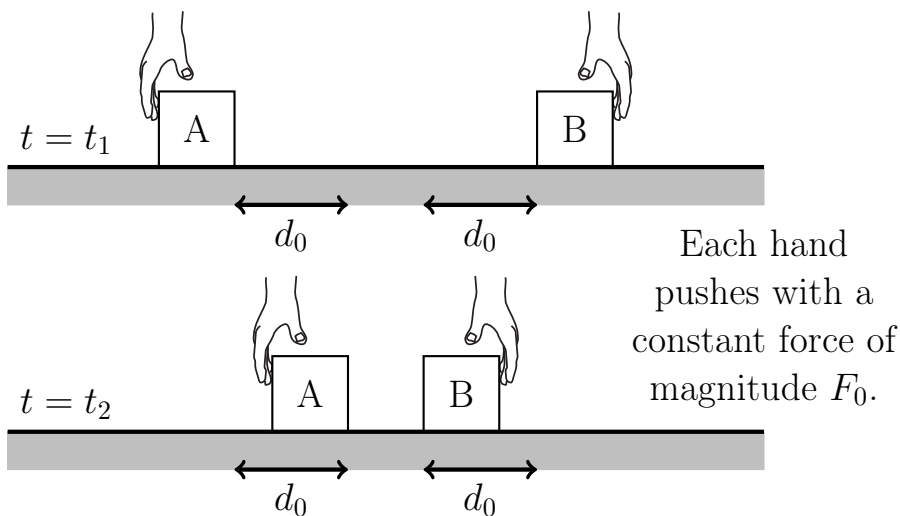 A
B
t = t₁
d₀
d₀
Each hand
pushes with a
constant force of
magnitude F₀.
A
B
t = t₂
d₀
d₀